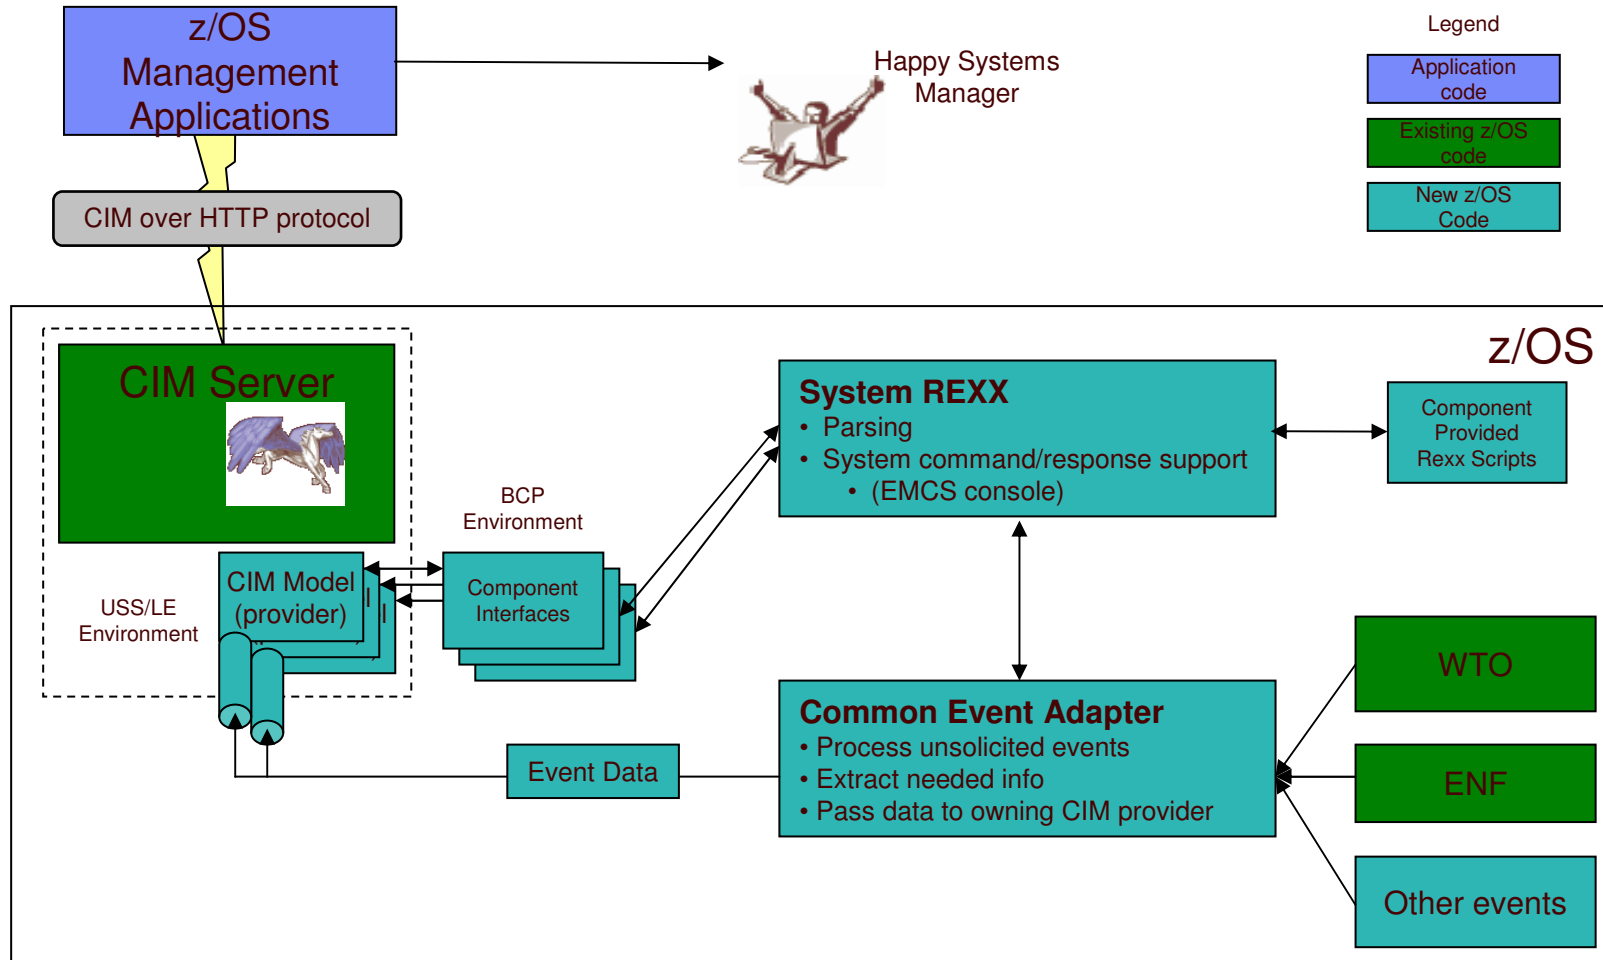 z/OS
Management
Applications
Happy Systems
Manager
Legend
Application
code
Existing z/OS
code
New z/OS
Code
CIM over HTTP protocol
z/OS
CIM Server
System REXX
• Parsing
• System command/response support
• (EMCS console)
Component
Provided
Rexx Scripts
BCP
Environment
CIM Model
(provider)
Component
Interfaces
USS/LE
Environment
Common Event Adapter
• Process unsolicited events
• Extract needed info
• Pass data to owning CIM provider
Event Data
WTO
ENF
Other events